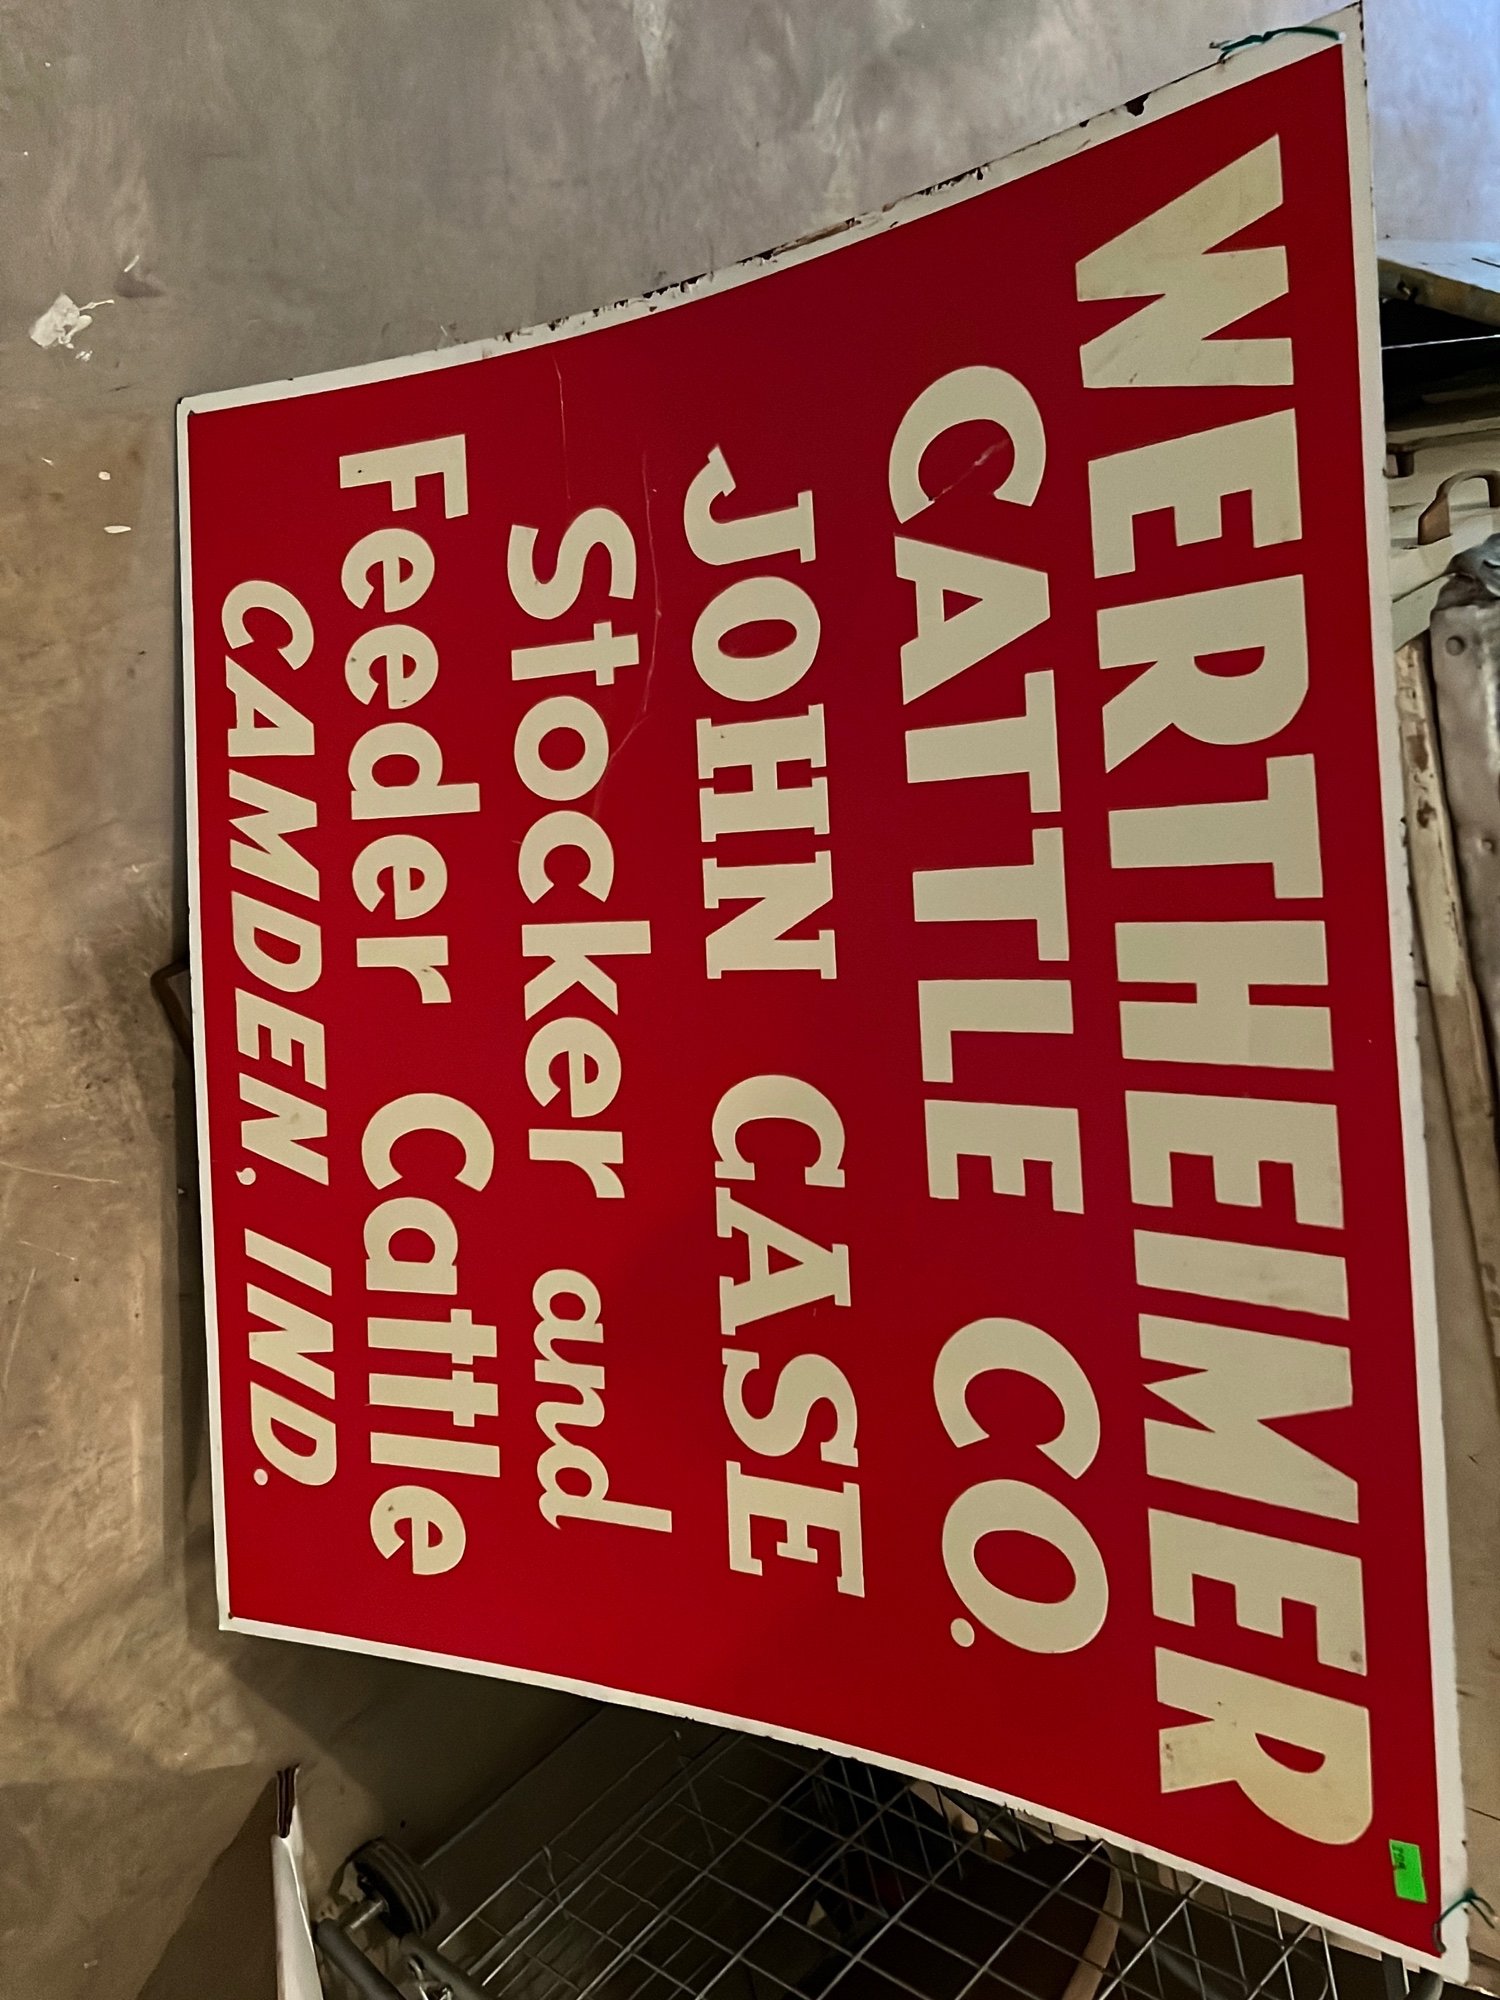 WERTHEIMER
CATTLE CO.
JOHN CASE
Stocker and
Feeder Cattle
CAMDEN, IND.